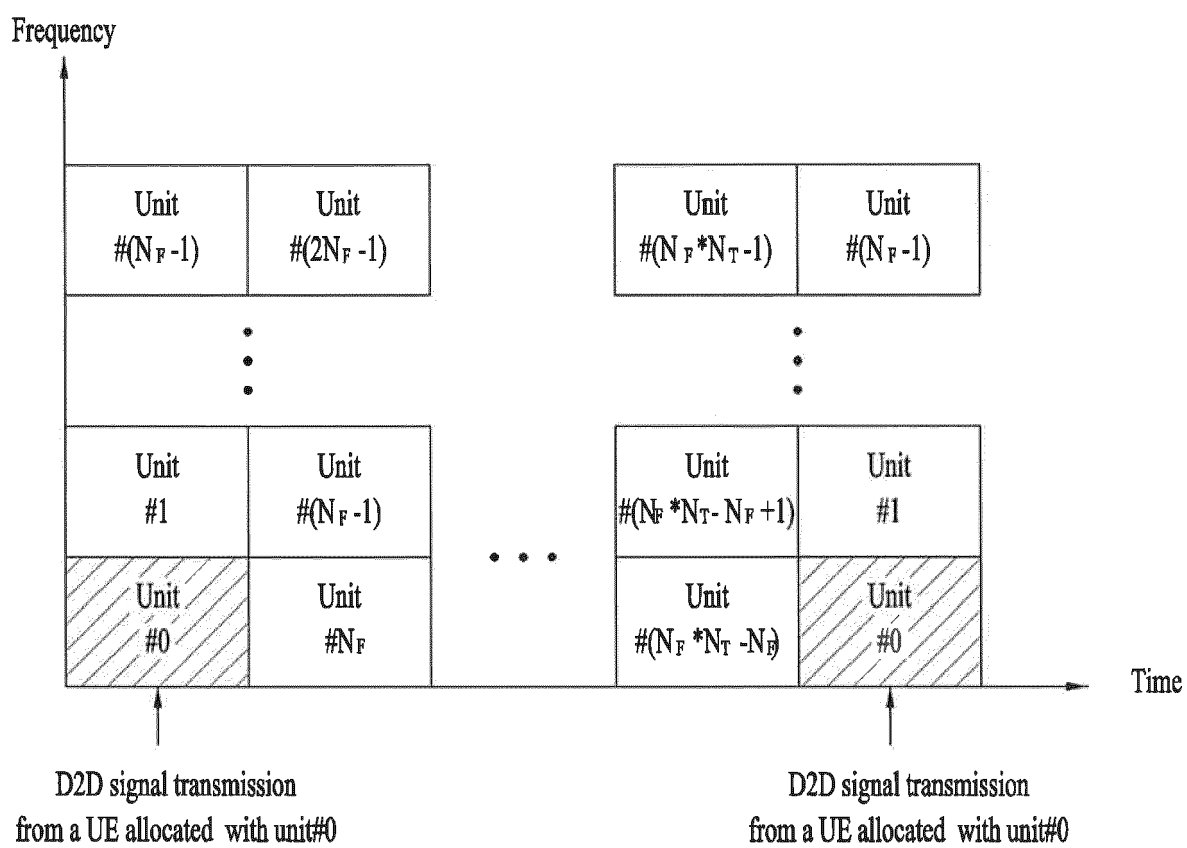 Frequency
Unit Unit Unit Unit
#(NF-1) #(2NF-1) #(NF*NT-1) #(NF-1)
Unit Unit Unit Unit
#1 #(NF-1) #(NF*NT-NF+1) #1
Unit Unit Unit Unit
#0 #NF #(NF*NT-NF) #0
Time
D2D signal transmission D2D signal transmission
from a UE allocated with unit#0 from a UE allocated with unit#0